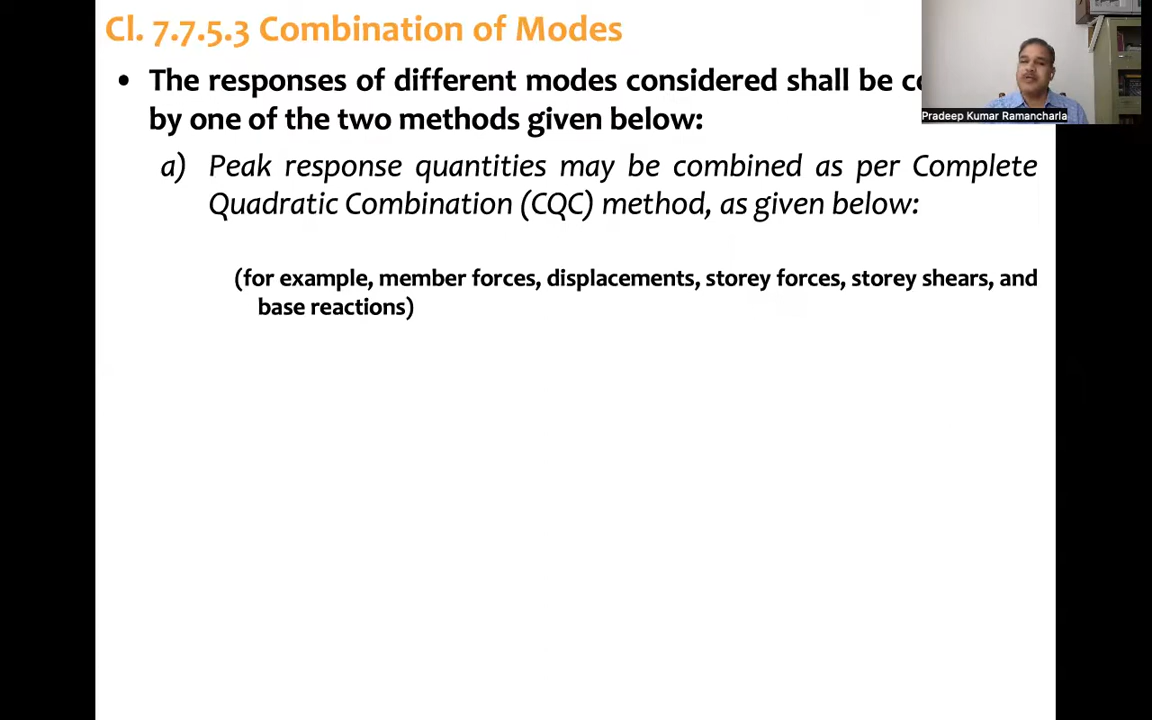 Cl. 7.7.5.3 Combination of Modes
• The responses of different modes considered shall be
by one of the two methods given below:
a) Peak response quantities may be combined as per Complete
Quadratic Combination (CQC) method, as given below:
(for example, member forces, displacements, storey forces, storey shears, and
base reactions)
Pradeep Kumar Ramancharla